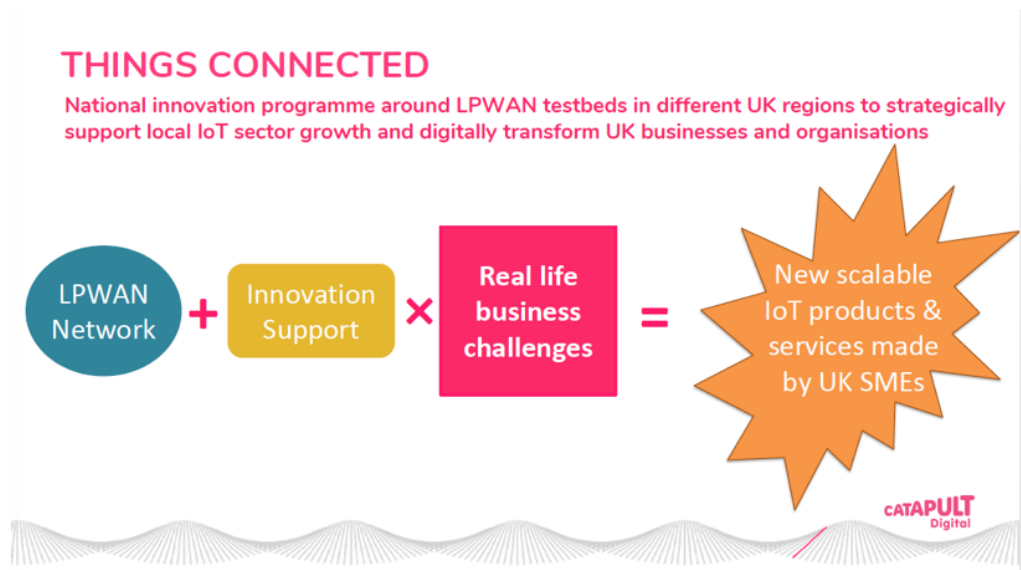 THINGS CONNECTED
National innovation programme around LPWAN testbeds in different UK regions to strategically
support local IoT sector growth and digitally transform UK businesses and organisations
LPWAN
Network
+
Innovation
Support
×
Real life
business
challenges
=
New scalable
IoT products &
services made
by UK SMEs
CATAPULT
Digital